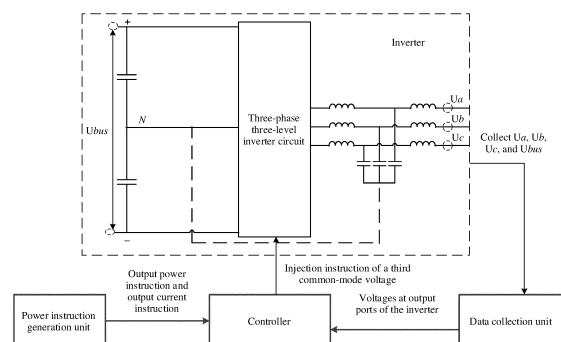 +
Inverter
Ubus
N
Three-phase
three-level
inverter circuit
Ua
Ub
Uc
Collect Ua, Ub,
Uc, and Ubus
−
Output power
instruction and
output current
instruction
Injection instruction of a third
common-mode voltage
Voltages at output
ports of the inverter
Power instruction
generation unit
Controller
Data collection unit